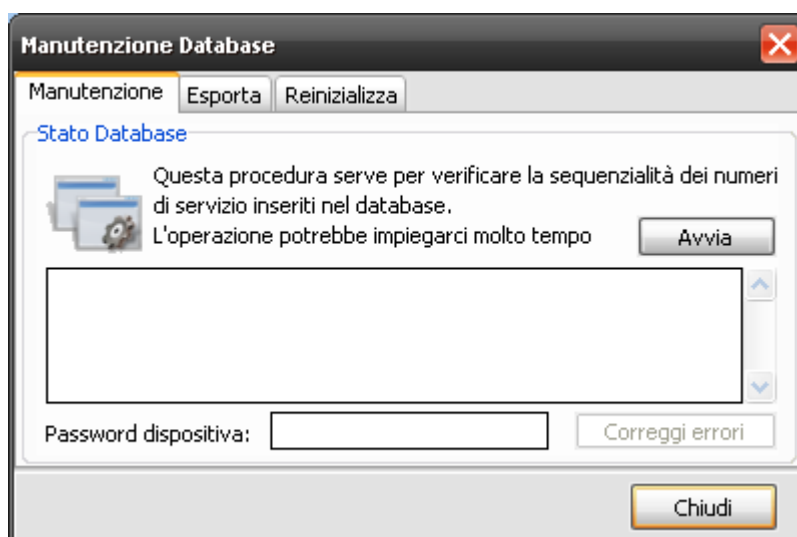 Manutenzione Database
Manutenzione Esporta Reinizializza
Stato Database
Questa procedura serve per verificare la sequenzialità dei numeri
di servizio inseriti nel database.
L'operazione potrebbe impiegarci molto tempo
Avvia
Password dispositiva:
Correggi errori
Chiudi